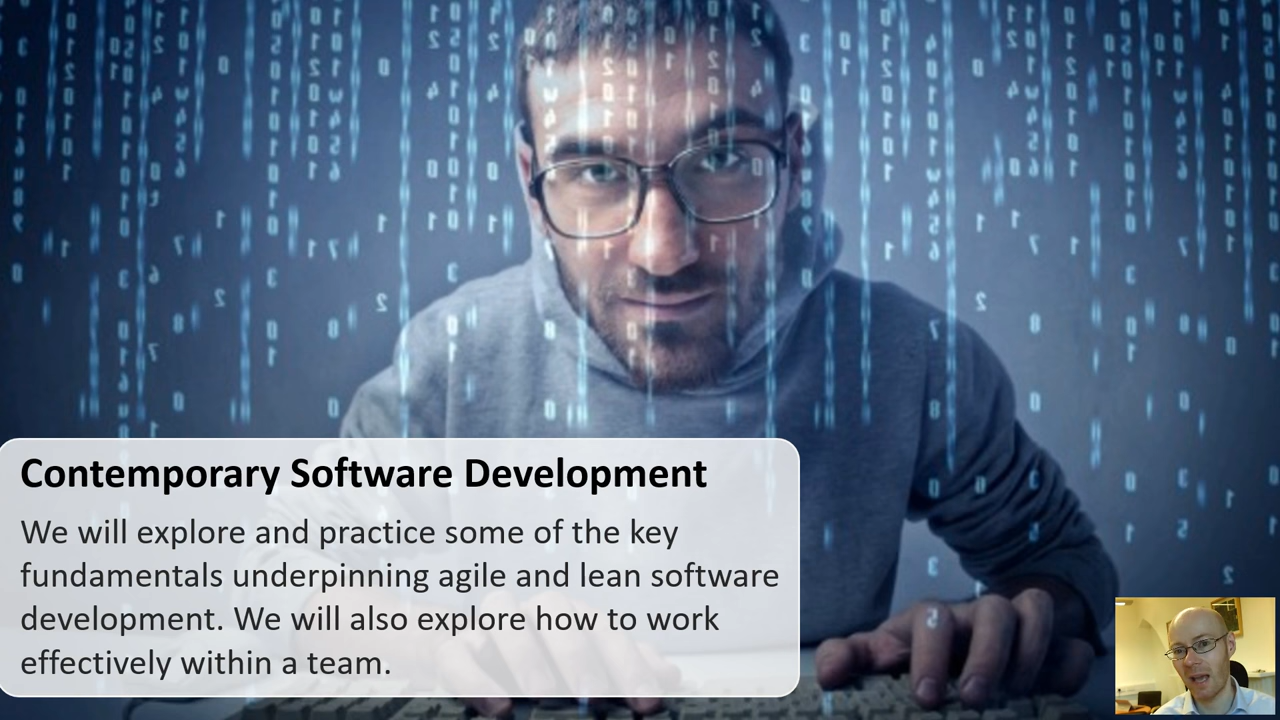 Contemporary Software Development
We will explore and practice some of the key
fundamentals underpinning agile and lean software
development. We will also explore how to work
effectively within a team.